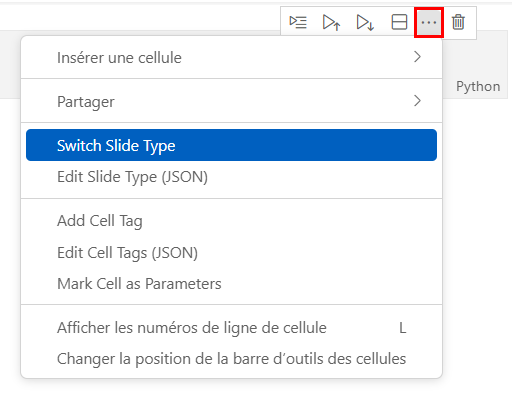 Python
Insérer une cellule
Partager
Switch Slide Type
Edit Slide Type (JSON)
Add Cell Tag
Edit Cell Tags (JSON)
Mark Cell as Parameters
Afficher les numéros de ligne de cellule L
Changer la position de la barre d’outils des cellules